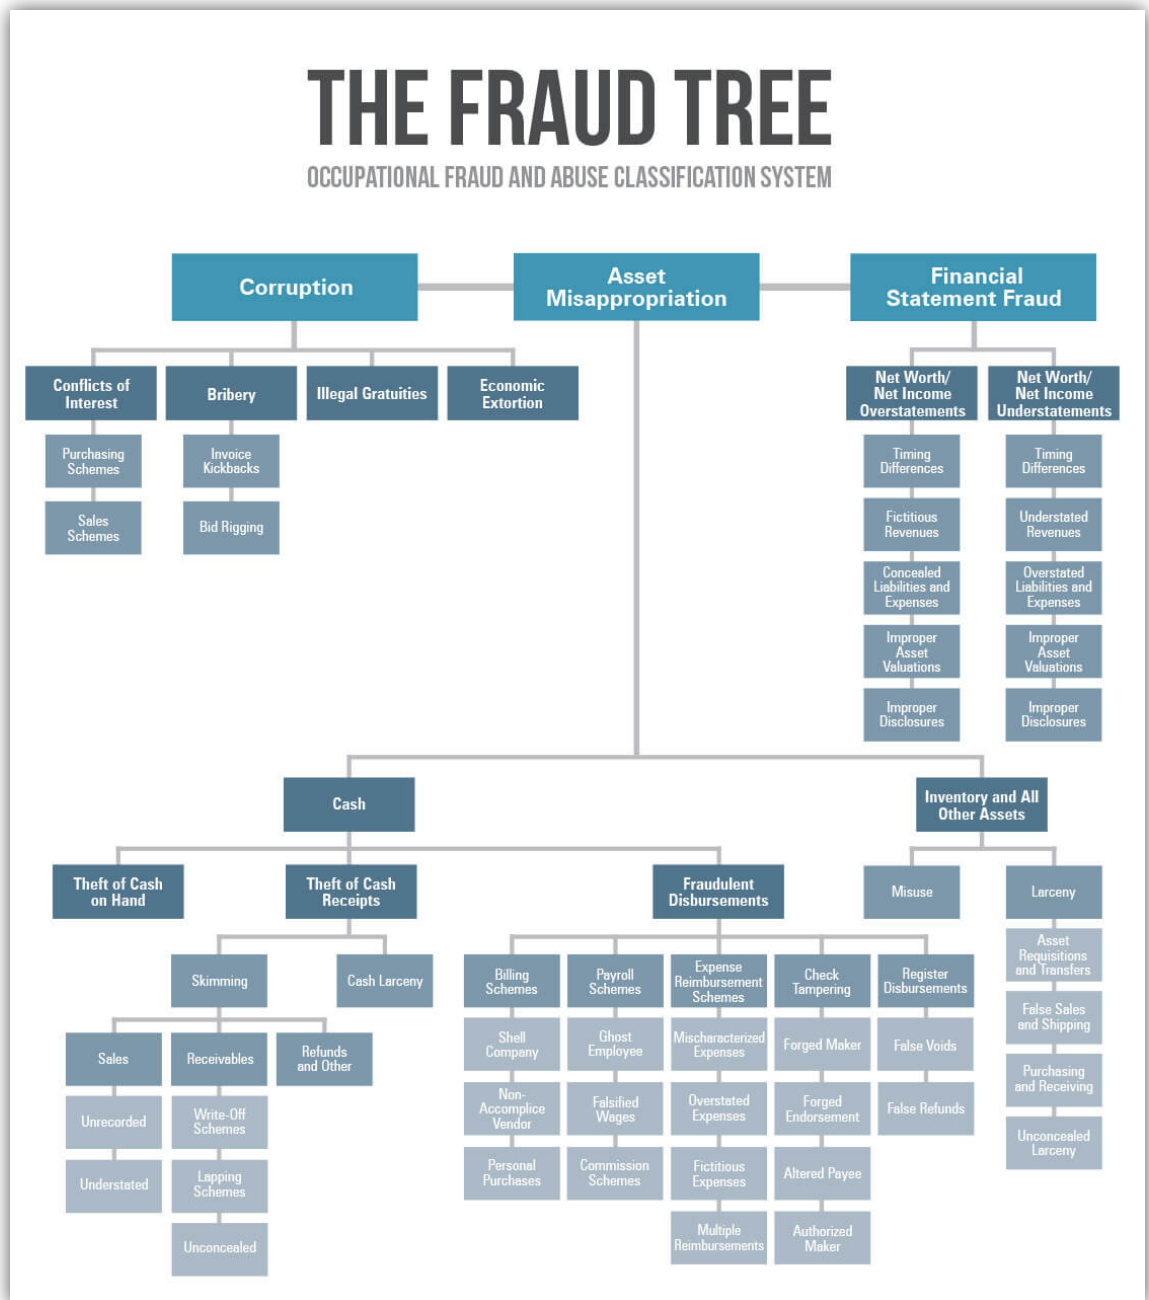 THE FRAUD TREE
OCCUPATIONAL FRAUD AND ABUSE CLASSIFICATION SYSTEM
Corruption
Asset
Misappropriation
Financial
Statement Fraud
Conflicts of
Interest
Bribery
Illegal Gratuities
Economic
Extortion
Net Worth/
Net Income
Overstatements
Net Worth/
Net Income
Understatements
Purchasing
Schemes
Sales
Schemes
Invoice
Kickbacks
Bid Rigging
Timing
Differences
Fictitious
Revenues
Concealed
Liabilities and
Expenses
Improper
Asset
Valuations
Improper
Disclosures
Timing
Differences
Understated
Revenues
Overstated
Liabilities and
Expenses
Improper
Asset
Valuations
Improper
Disclosures
Cash
Inventory and All
Other Assets
Theft of Cash
on Hand
Theft of Cash
Receipts
Fraudulent
Disbursements
Misuse
Larceny
Asset
Requisitions
and Transfers
False Sales
and Shipping
Purchasing
and Receiving
Unconcealed
Larceny
Skimming
Cash Larceny
Sales
Unrecorded
Understated
Receivables
Write-Off
Schemes
Lapping
Schemes
Unconcealed
Refunds
and Other
Billing
Schemes
Shell
Company
Non-
Accomplice
Vendor
Personal
Purchases
Payroll
Schemes
Ghost
Employee
Falsified
Wages
Commission
Schemes
Expense
Reimbursement
Schemes
Mischaracterized
Expenses
Overstated
Expenses
Fictitious
Expenses
Multiple
Reimbursements
Check
Tampering
Forged Maker
Forged
Endorsement
Altered Payee
Authorized
Maker
Register
Disbursements
False Voids
False Refunds